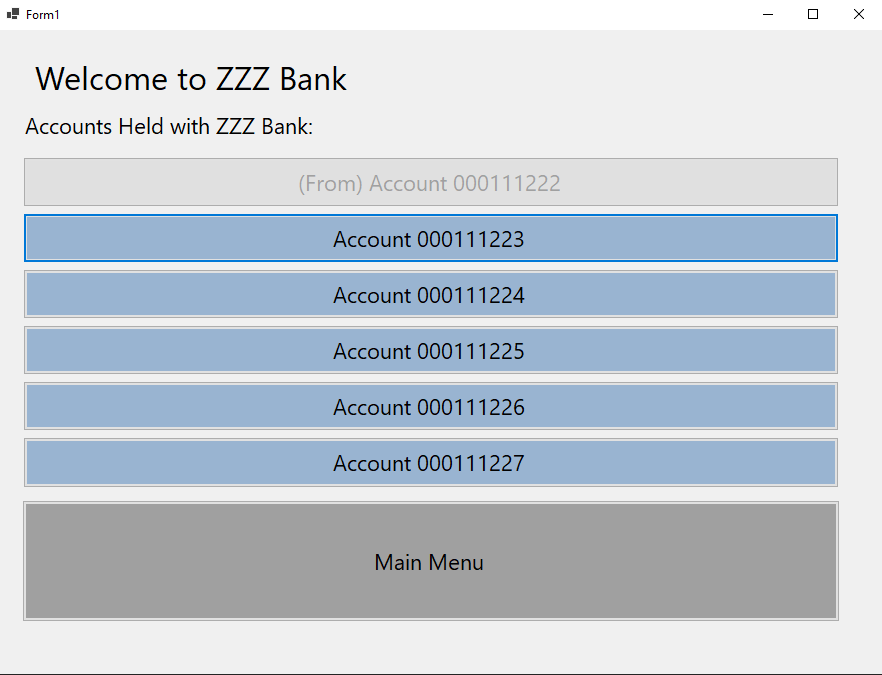 Form1
Welcome to ZZZ Bank
Accounts Held with ZZZ Bank:
(From) Account 000111222
Account 000111223
Account 000111224
Account 000111225
Account 000111226
Account 000111227
Main Menu